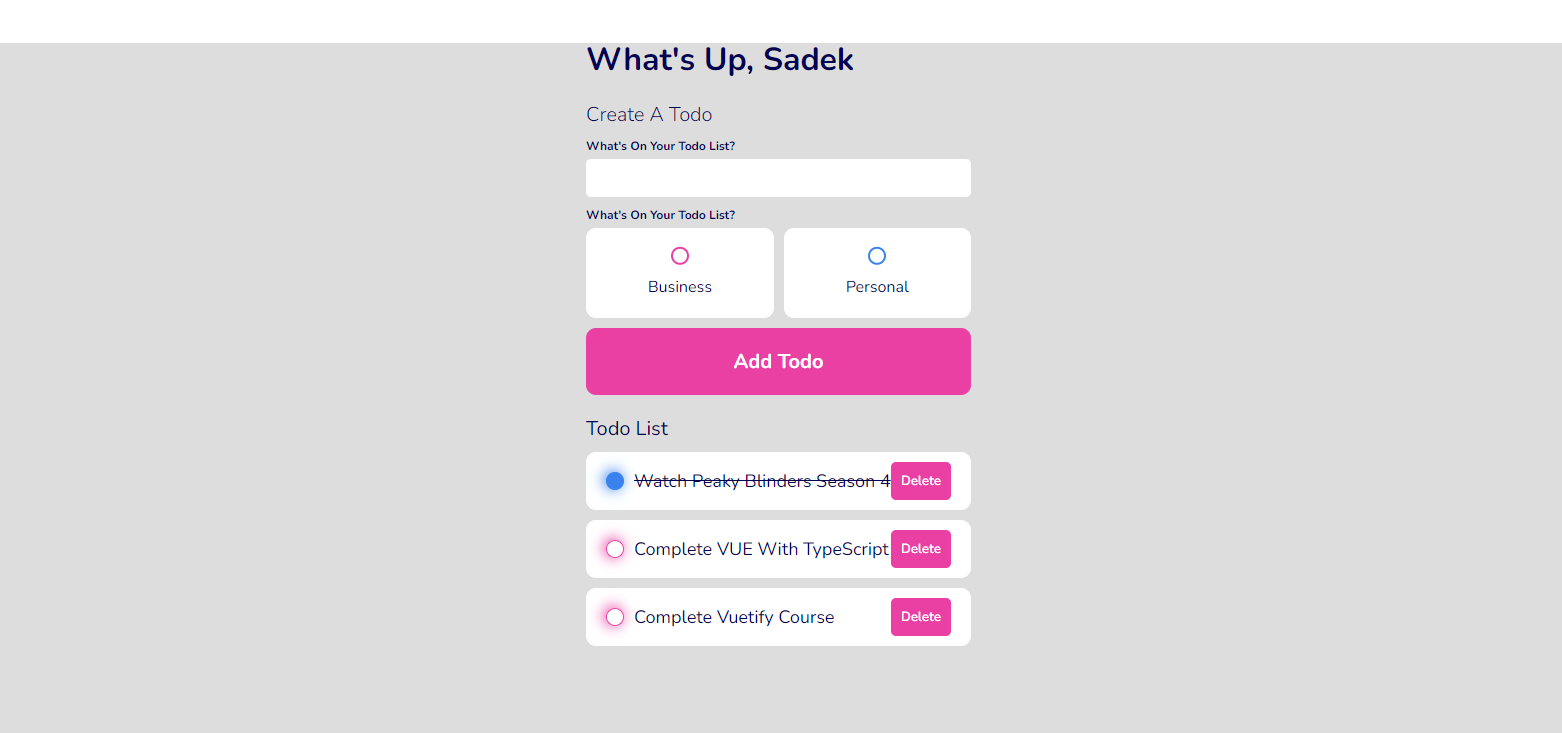 What's Up, Sadek
Create A Todo
What's On Your Todo List?
What's On Your Todo List?
Business Personal
Add Todo
Todo List
Watch Peaky Blinders Season 4 Delete
Complete VUE With TypeScript Delete
Complete Vuetify Course Delete